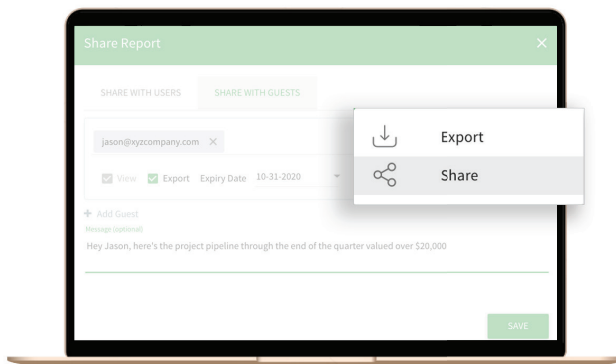 Share Report
SHARE WITH USERS SHARE WITH GUESTS
jason@xyzcompany.com
Export
Share
View Export Expiry Date 10-31-2020
Add Guest
Message (optional)
Hey Jason, here's the project pipeline through the end of the quarter valued over $20,000
SAVE